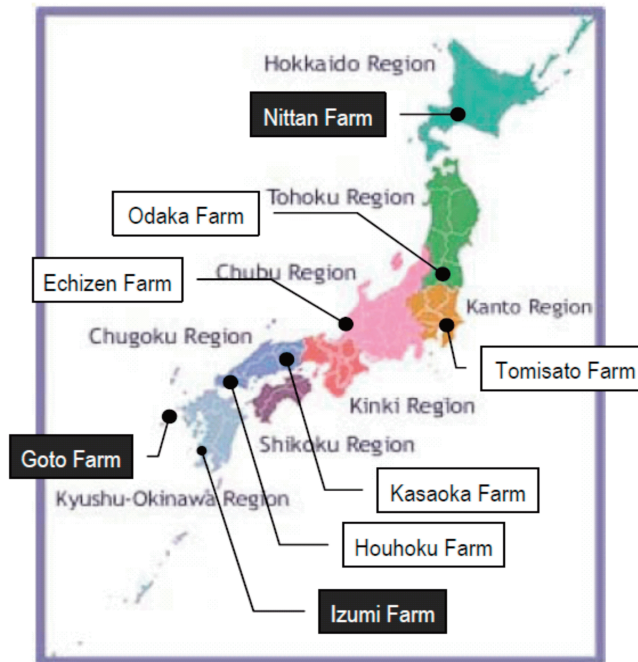 Hokkaido Region
Nittan Farm
Tohoku Region
Odaka Farm
Chubu Region
Echizen Farm
Kanto Region
Chugoku Region
Tomisato Farm
Kinki Region
Shikoku Region
Goto Farm
Kyushu-Okinawa Region
Kasaoka Farm
Houhoku Farm
Izumi Farm